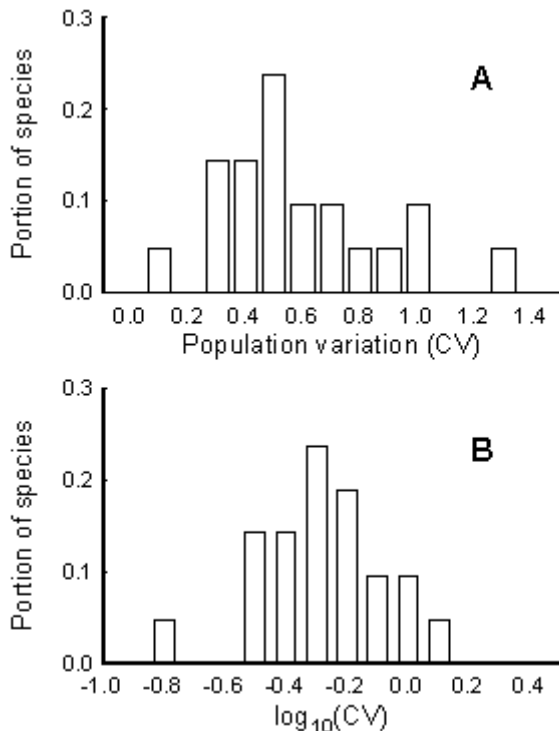 0.3
A
0.2
Portion of species
0.1
0.0
0.0 0.2 0.4 0.6 0.8 1.0 1.2 1.4
Population variation (CV)
0.3
B
0.2
Portion of species
0.1
0.0
-1.0 -0.8 -0.6 -0.4 -0.2 0.0 0.2 0.4
log10(CV)